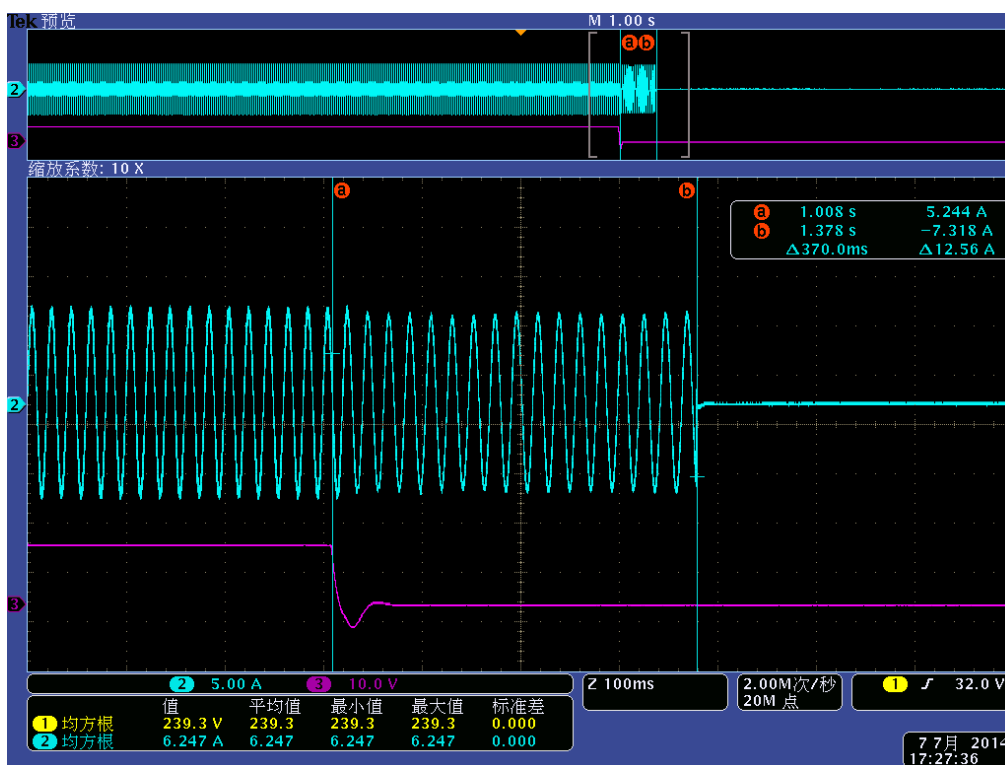 Tek 预览 M 1.00 s
a b
2
3
缩放系数: 10 X
a b
a 1.008 s 5.244 A
b 1.378 s −7.318 A
Δ370.0ms Δ12.56 A
2
3
2 5.00 A 3 10.0 V
Z 100ms
2.00M次/秒
20M 点
1 ƒ 32.0 V
值 平均值 最小值 最大值 标准差
1 均方根 239.3 V 239.3 239.3 239.3 0.000
2 均方根 6.247 A 6.247 6.247 6.247 0.000
7 7月 2014
17:27:36